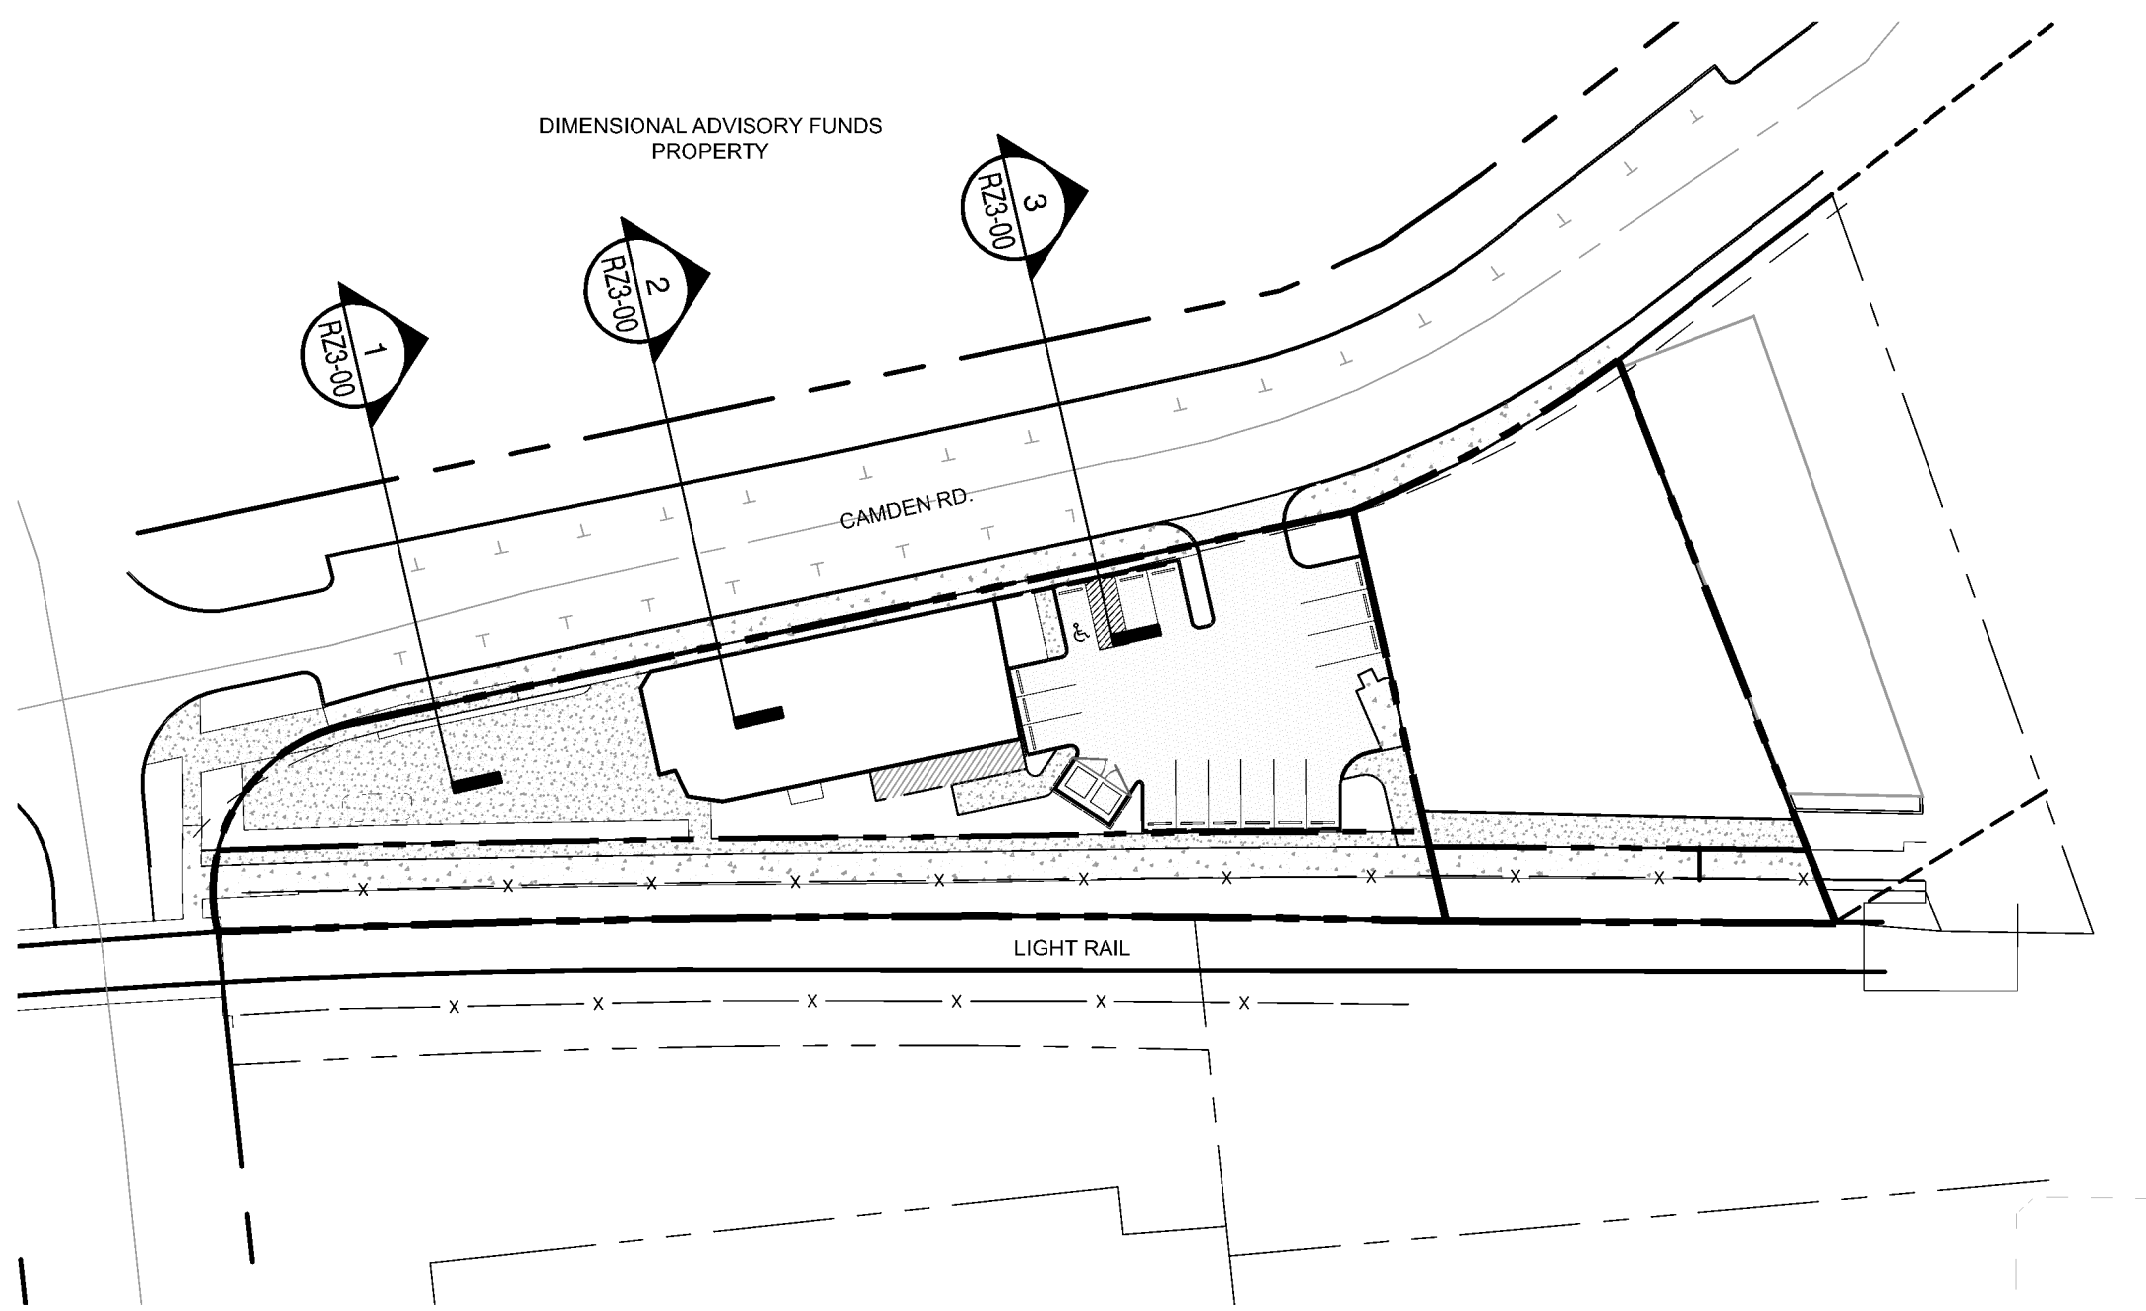 DIMENSIONAL ADVISORY FUNDS
PROPERTY
3
RZ3-00
2
RZ3-00
1
RZ3-00
CAMDEN RD.
X X X X X X X X X X X
LIGHT RAIL
X X X X X X